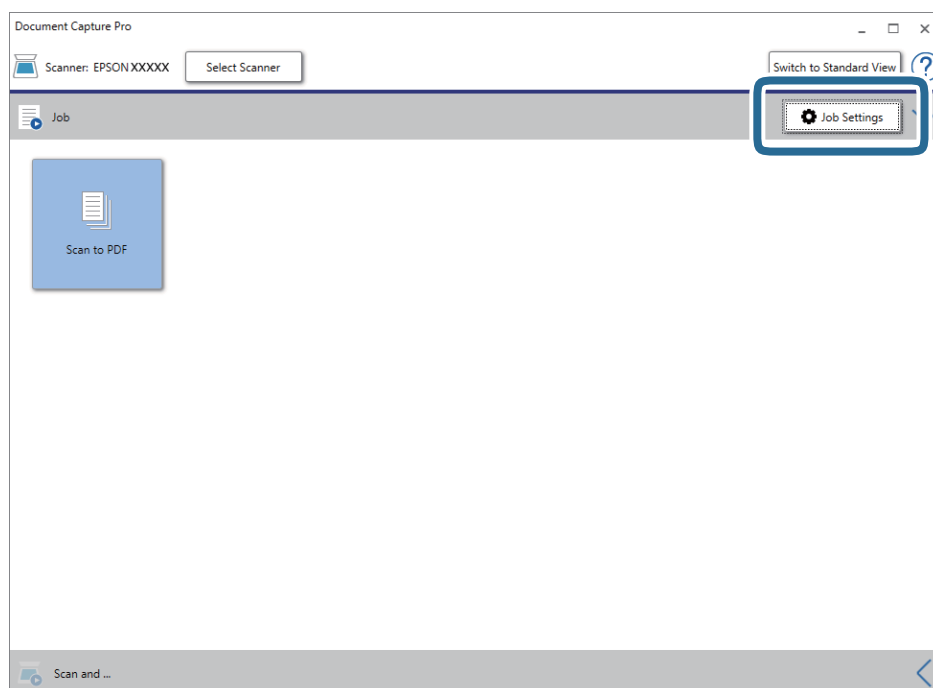 Document Capture Pro
Scanner: EPSON XXXXX
Select Scanner
Switch to Standard View
?
Job
Job Settings
Scan to PDF
Scan and ...